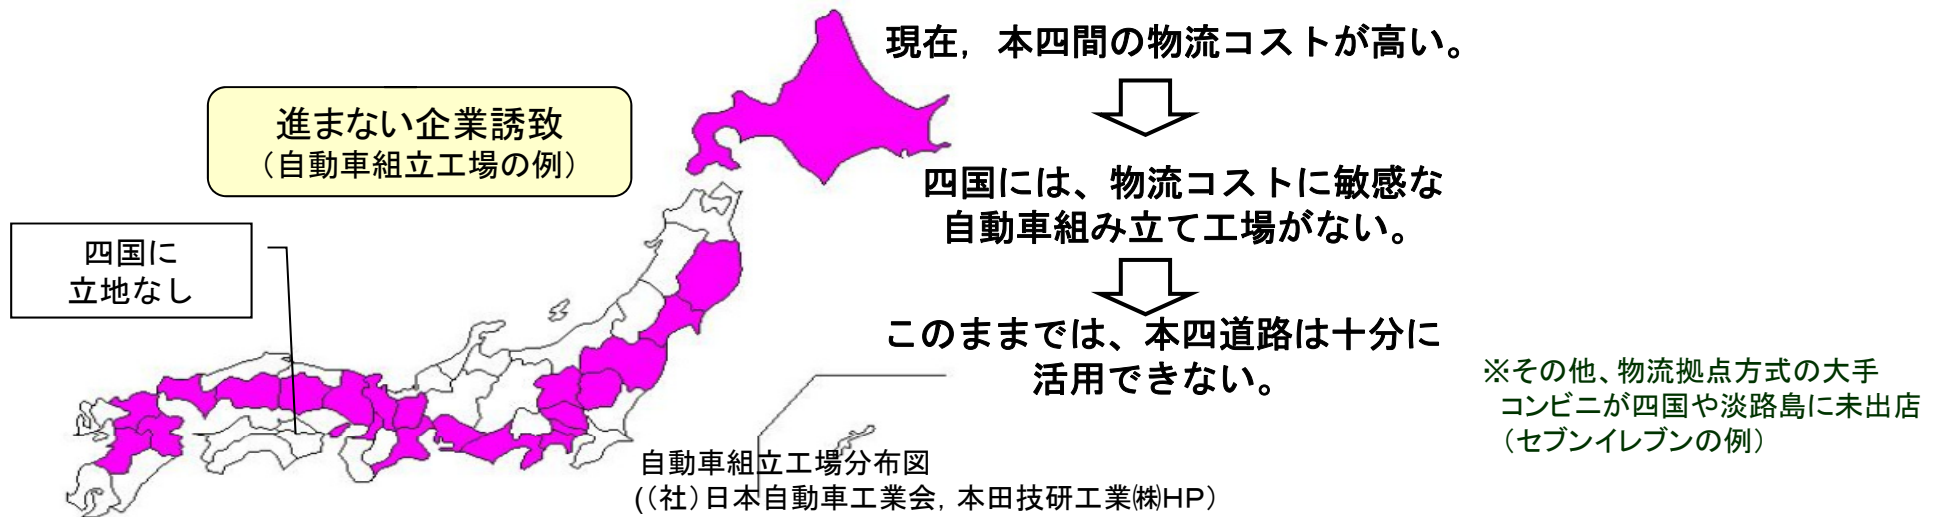 進まない企業誘致
（自動車組立工場の例）
四国に
立地なし
現在，本四間の物流コストが高い。
四国には、物流コストに敏感な
自動車組み立て工場がない。
このままでは、本四道路は十分に
活用できない。
※その他、物流拠点方式の大手
コンビニが四国や淡路島に未出店
（セブンイレブンの例）
自動車組立工場分布図
(（社）日本自動車工業会，本田技研工業㈱HP）